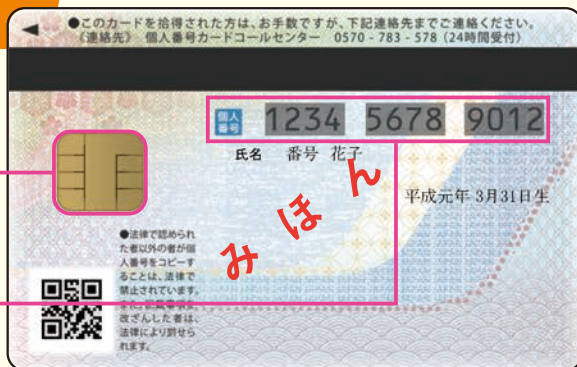 ●このカードを拾得された方は、お手数ですが、下記連絡先までご連絡ください。
《連絡先》 個人番号カードコールセンター 0570-783-578（24時間受付）
個人番号 1234 5678 9012
氏名 番号 花子
平成元年 3月31日生
みほん
●法律で認められ
た者以外の者が個
人番号をコピーす
ることは、法律で
禁止されています。
また、記載事項を
改ざんした者は、
法律により罰せら
れます。